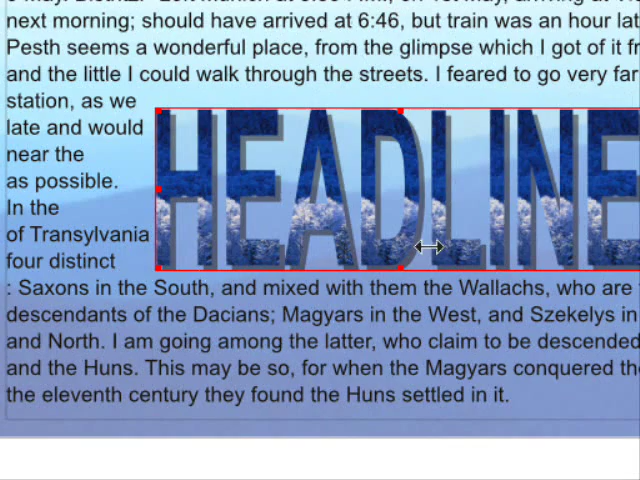 next morning; should have arrived at 6:46, but train was an hour
Pesth seems a wonderful place, from the glimpse which I got of it
and the little I could walk through the streets. I feared to go very far
station, as we
late and would
near the
as possible.
In the
of Transylvania
four distinct
HEADLINE
: Saxons in the South, and mixed with them the Wallachs, who are
descendants of the Dacians; Magyars in the West, and Szekelys in
and North. I am going among the latter, who claim to be descended
and the Huns. This may be so, for when the Magyars conquered
the eleventh century they found the Huns settled in it.